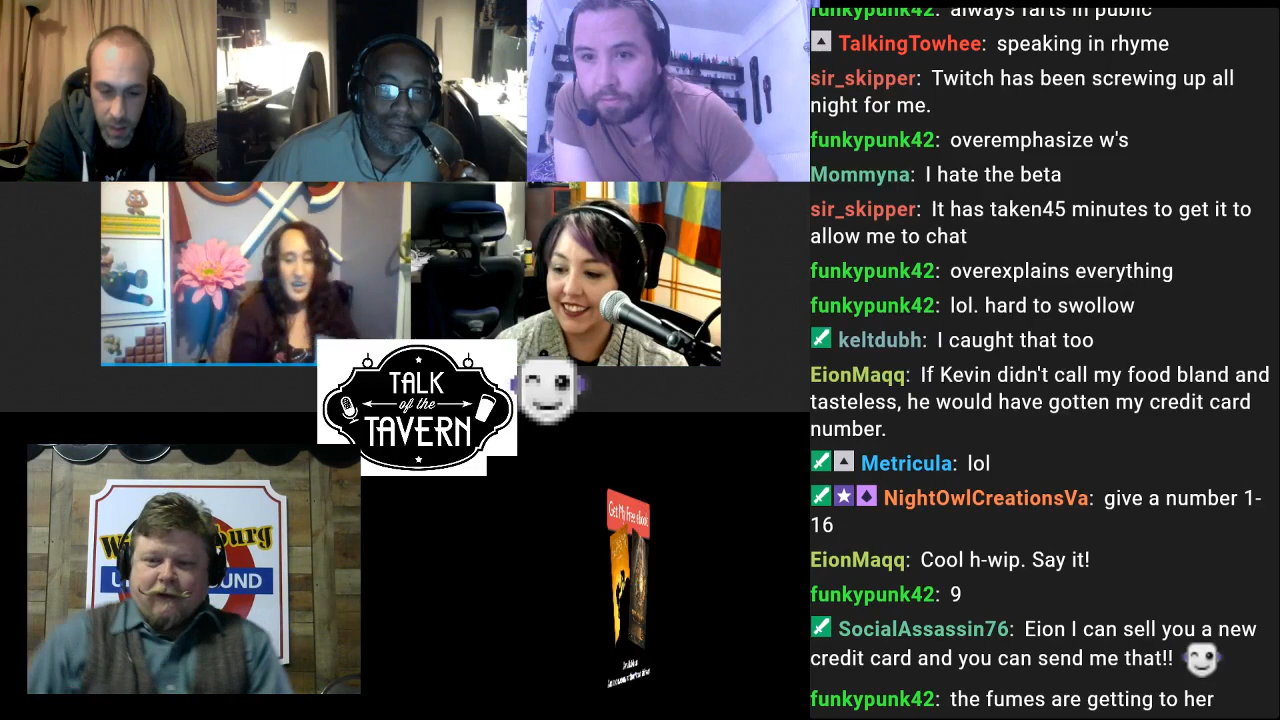 funkypunk42: always farts in public
TalkingTowhee: speaking in rhyme
sir_skipper: Twitch has been screwing up all
night for me.
funkypunk42: overemphasize w's
Mommyna: I hate the beta
sir_skipper: It has taken45 minutes to get it to
allow me to chat
funkypunk42: overexplains everything
funkypunk42: lol. hard to swollow
keltdubh: I caught that too
EionMaqq: If Kevin didn't call my food bland and
tasteless, he would have gotten my credit card
number.
Metricula: lol
NightOwlCreationsVa: give a number 1-
16
EionMaqq: Cool h-wip. Say it!
funkypunk42: 9
SocialAssassin76: Eion I can sell you a new
credit card and you can send me that!!
funkypunk42: the fumes are getting to her
TALK
of the
TAVERN
Get My Free ebook